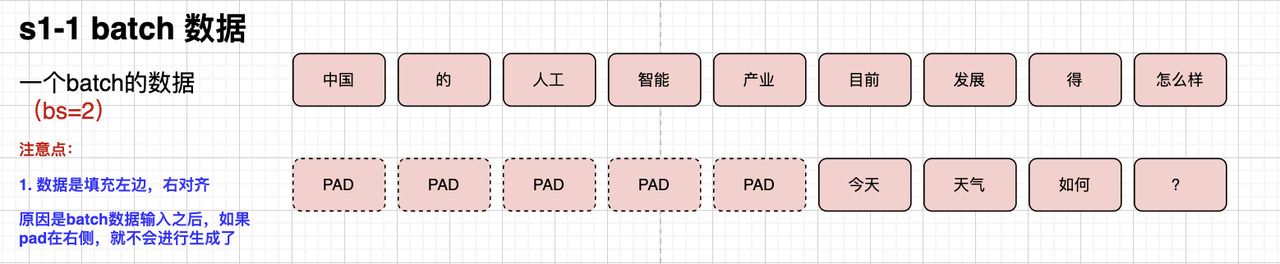 s1-1 batch 数据
一个batch的数据
（bs=2）
注意点：
1. 数据是填充左边，右对齐
原因是batch数据输入之后，如果
pad在右侧，就不会进行生成了
中国 的 人工 智能 产业 目前 发展 得 怎么样
PAD PAD PAD PAD PAD 今天 天气 如何 ?